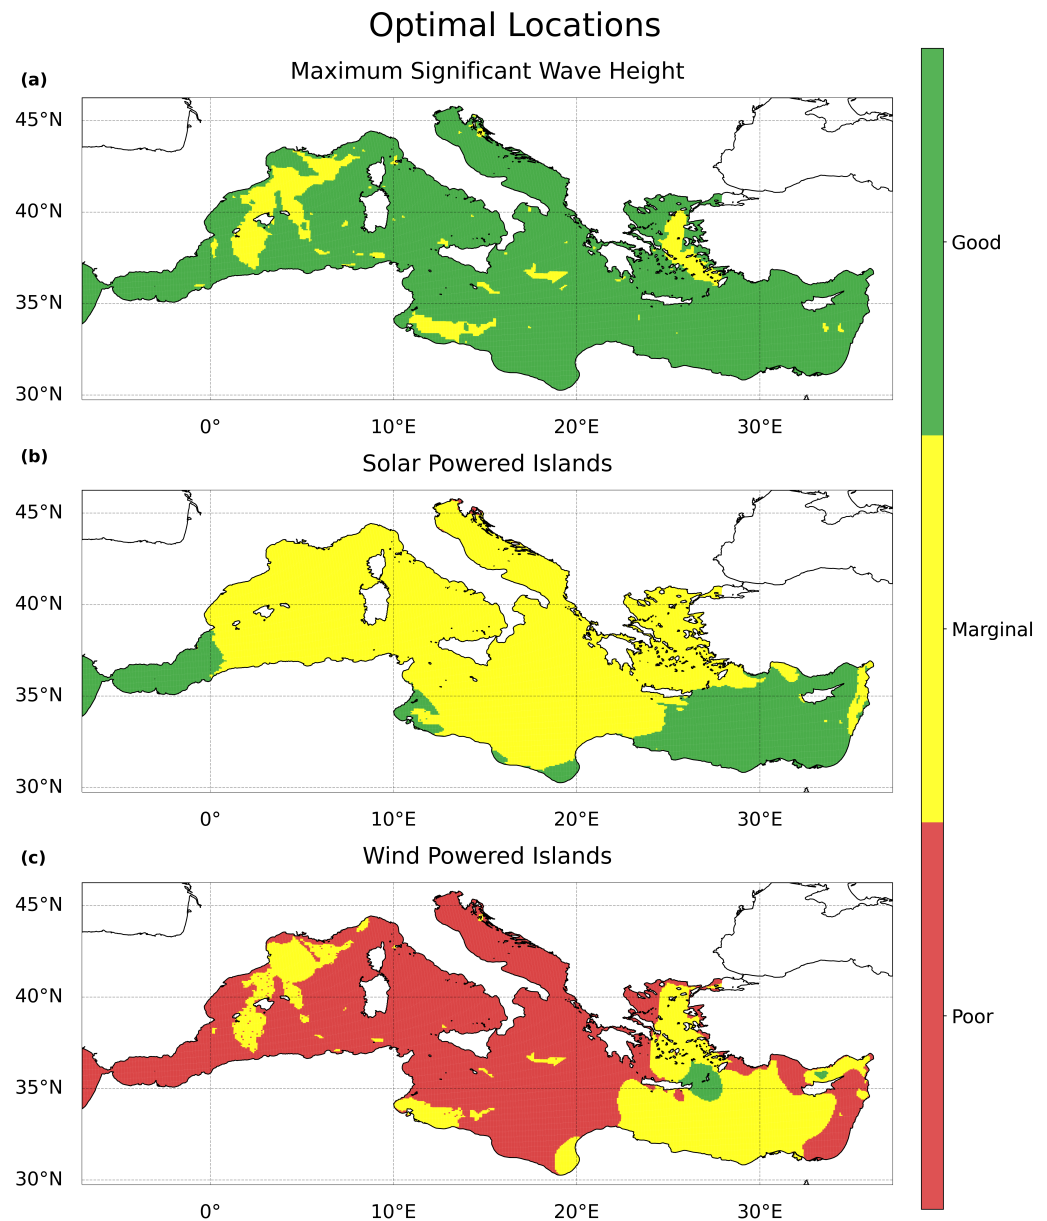 Optimal Locations
(a)
Maximum Significant Wave Height
45°N
40°N
35°N
30°N
0°
10°E
20°E
30°E
(b)
Solar Powered Islands
45°N
40°N
35°N
30°N
0°
10°E
20°E
30°E
(c)
Wind Powered Islands
45°N
40°N
35°N
30°N
0°
10°E
20°E
30°E
Good
Marginal
Poor